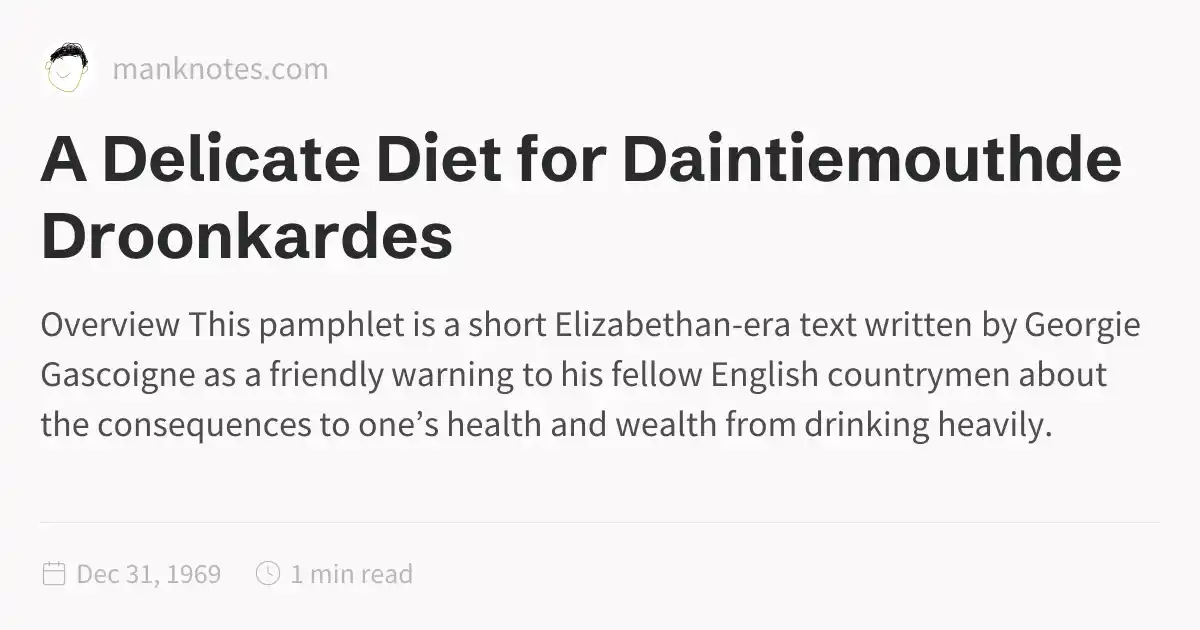 manknotes.com
A Delicate Diet for Daintiemouthde
Droonkardes
Overview This pamphlet is a short Elizabethan-era text written by Georgie
Gascoigne as a friendly warning to his fellow English countrymen about
the consequences to one’s health and wealth from drinking heavily.
Dec 31, 1969 1 min read